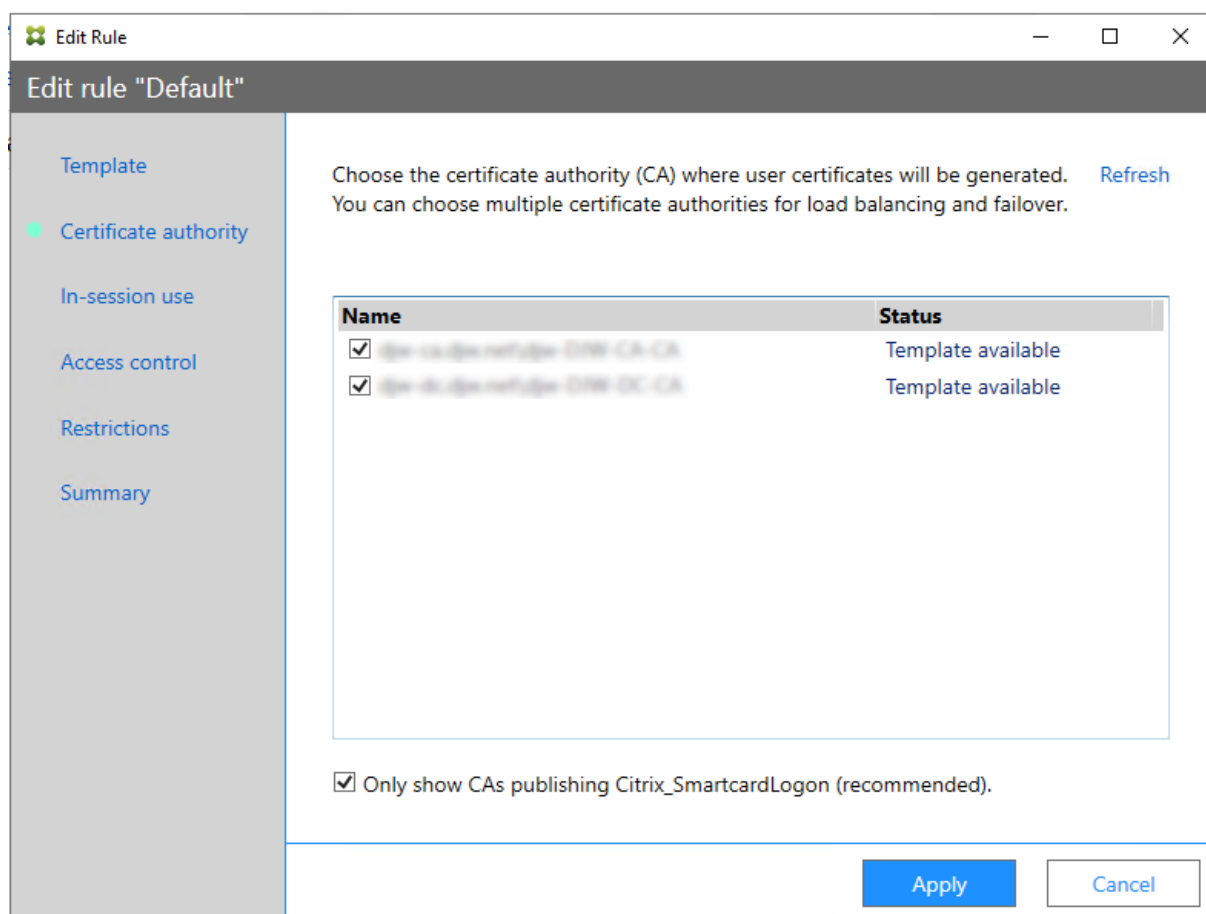 Edit Rule
Edit rule "Default"
Template
Certificate authority
In-session use
Access control
Restrictions
Summary
Choose the certificate authority (CA) where user certificates will be generated.
You can choose multiple certificate authorities for load balancing and failover.
Refresh
Name Status
Template available
Template available
Only show CAs publishing Citrix_SmartcardLogon (recommended).
Apply Cancel